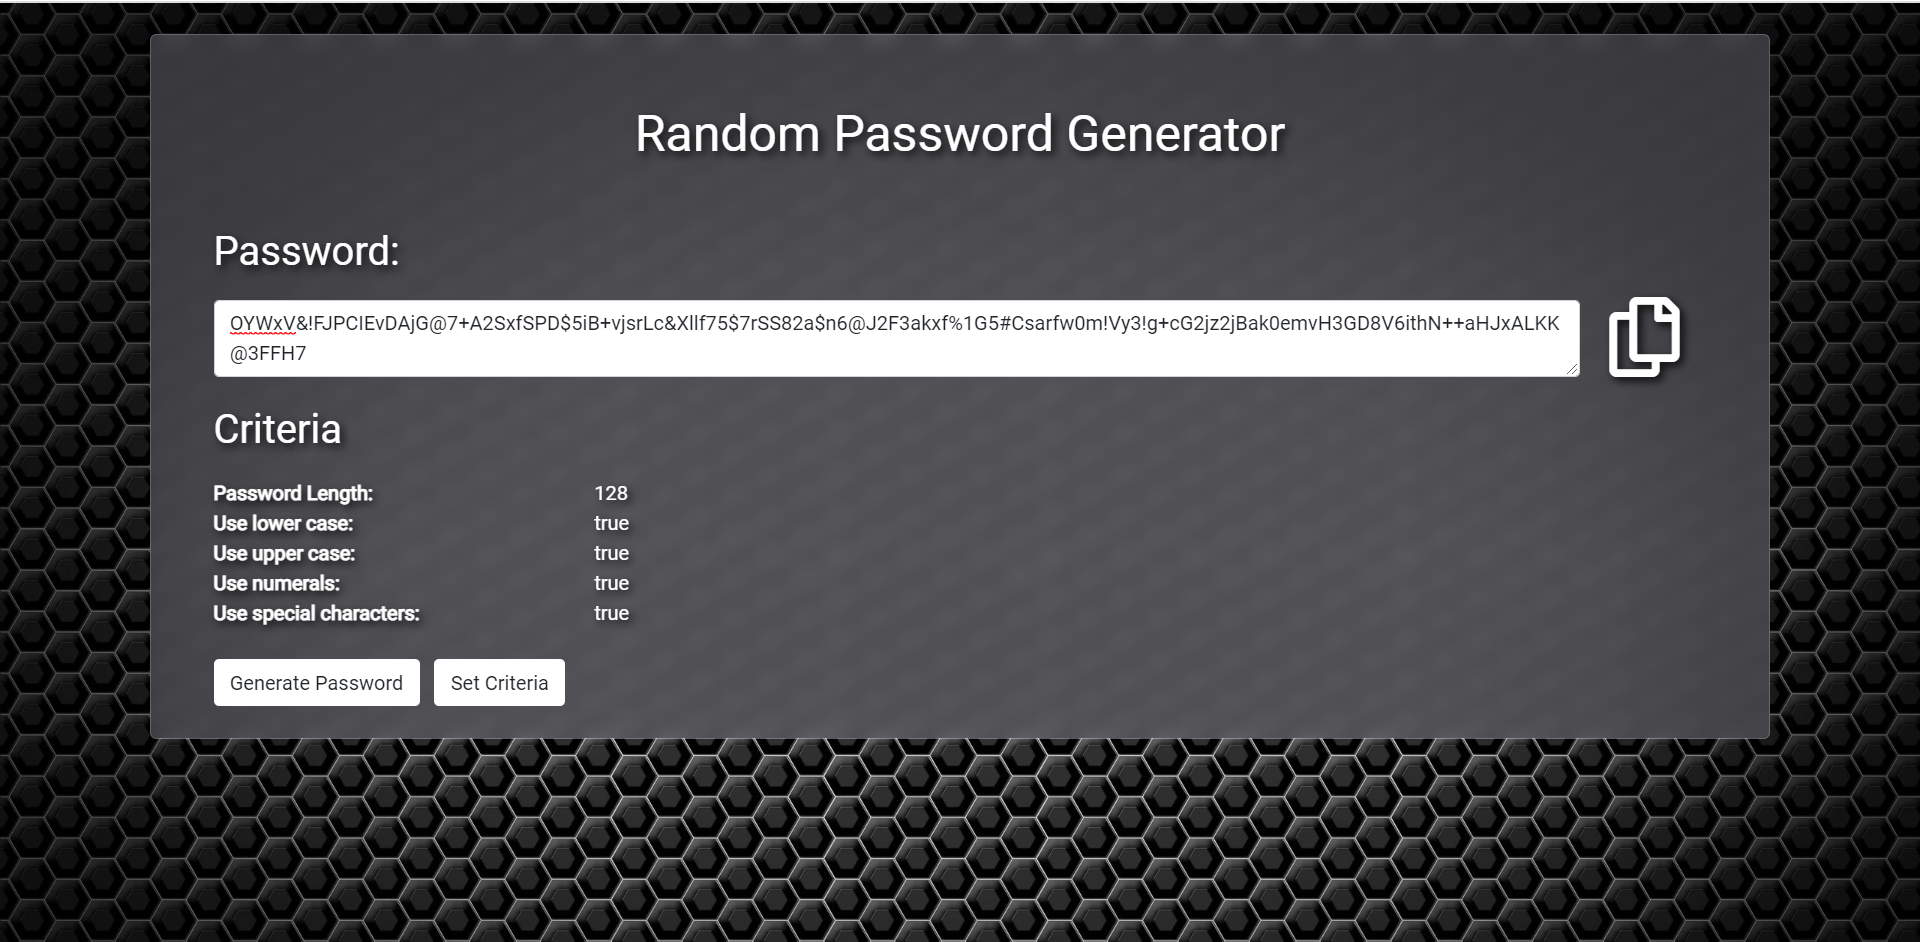 Random Password Generator
Password:
OYWxV&!FJPCIEvDAjG@7+A2SxfSPD$5iB+vjsrLc&Xllf75$7rSS82a$n6@J2F3akxf%1G5#Csarfw0m!Vy3!g+cG2jz2jBak0emvH3GD8V6ithN++aHJxALKK
@3FFH7
Criteria
Password Length: 128
Use lower case: true
Use upper case: true
Use numerals: true
Use special characters: true
Generate Password Set Criteria